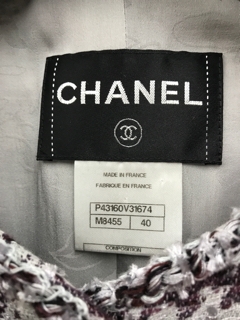 CHANEL
MADE IN FRANCE
FABRIQUE EN FRANCE
P43160V31674
M8455 40
COMPOSITION